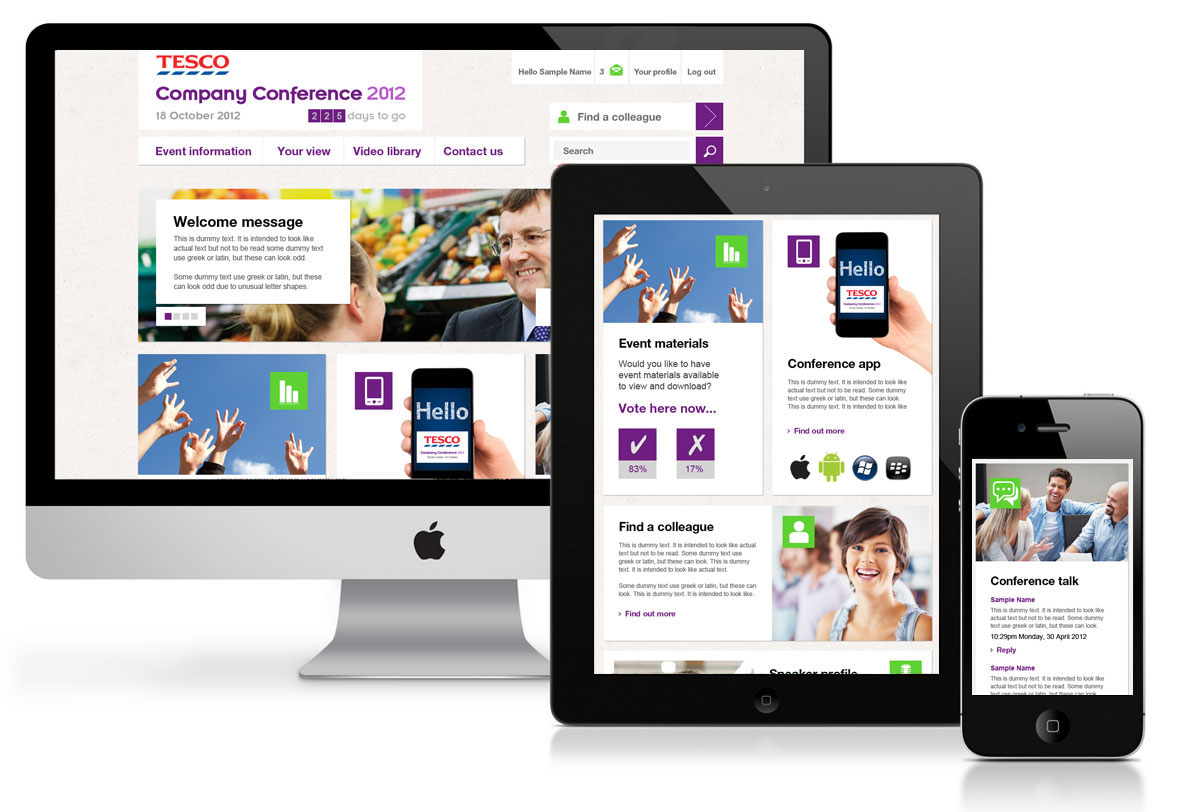 TESCO
Company Conference 2012
18 October 2012
2 2 5 days to go
Hello Sample Name
3
Your profile
Log out
Find a colleague
Search
Event information
Your view
Video library
Contact us
Welcome message
This is dummy text. It is intended to look like
actual text but not to be read some dummy text
use greek or latin, but these can look odd.
Some dummy text use greek or latin, but these
can look odd due to unusual letter shapes.
Hello
TESCO
Company Conference 2012
Event materials
Would you like to have
event materials available
to view and download?
Vote here now...
83%
17%
Hello
TESCO
Company Conference 2012
Conference app
This is dummy text. It is intended to look like
actual text but not to be read. Some dummy
text use greek or latin, but these can look.
This is dummy text. It is intended to look like
› Find out more
Find a colleague
This is dummy text. It is intended to look like actual
text but not to be read. Some dummy text use
greek or latin, but these can look. This is dummy
text. It is intended to look like actual text.
Some dummy text use greek or latin, but these can
look. This is dummy text. It is intended to look like.
› Find out more
Speaker profile
Conference talk
Sample Name
This is dummy text. It is intended to look like
actual text but not to be read. Some dummy
text use greek or latin, but these can look.
10:29pm Monday, 30 April 2012
› Reply
Sample Name
This is dummy text. It is intended to look like
actual text but not to be read. Some dummy
text use greek or latin, but these can look.